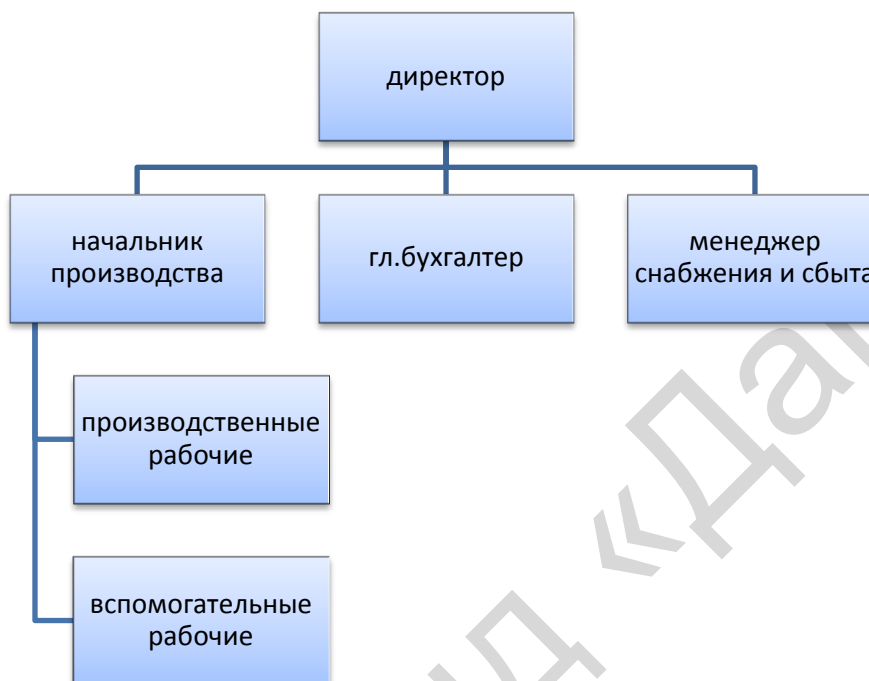 директор
начальник
производства
гл.бухгалтер
менеджер
снабжения и сбыта
производственные
рабочие
вспомогательные
рабочие